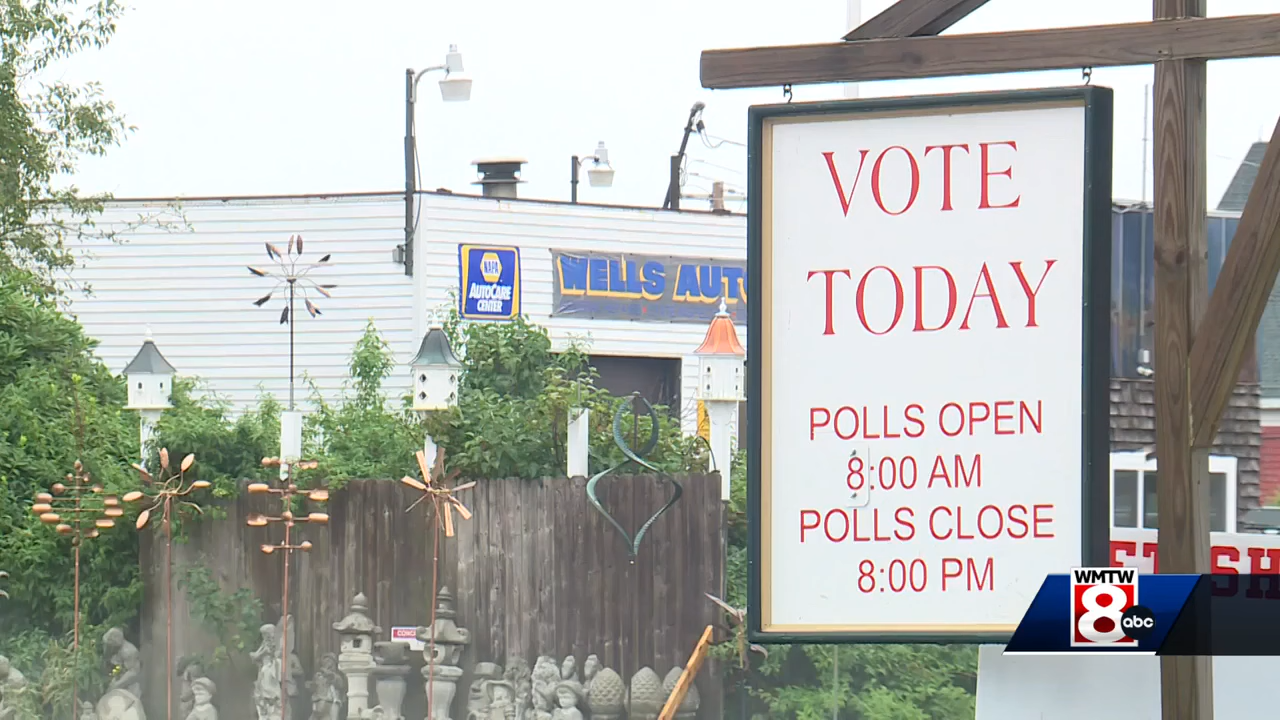 VOTE
TODAY
POLLS OPEN
8:00 AM
POLLS CLOSE
8:00 PM
NAPA
AUTOCARE
CENTER
WELLS AUTO
WMTW
8
abc